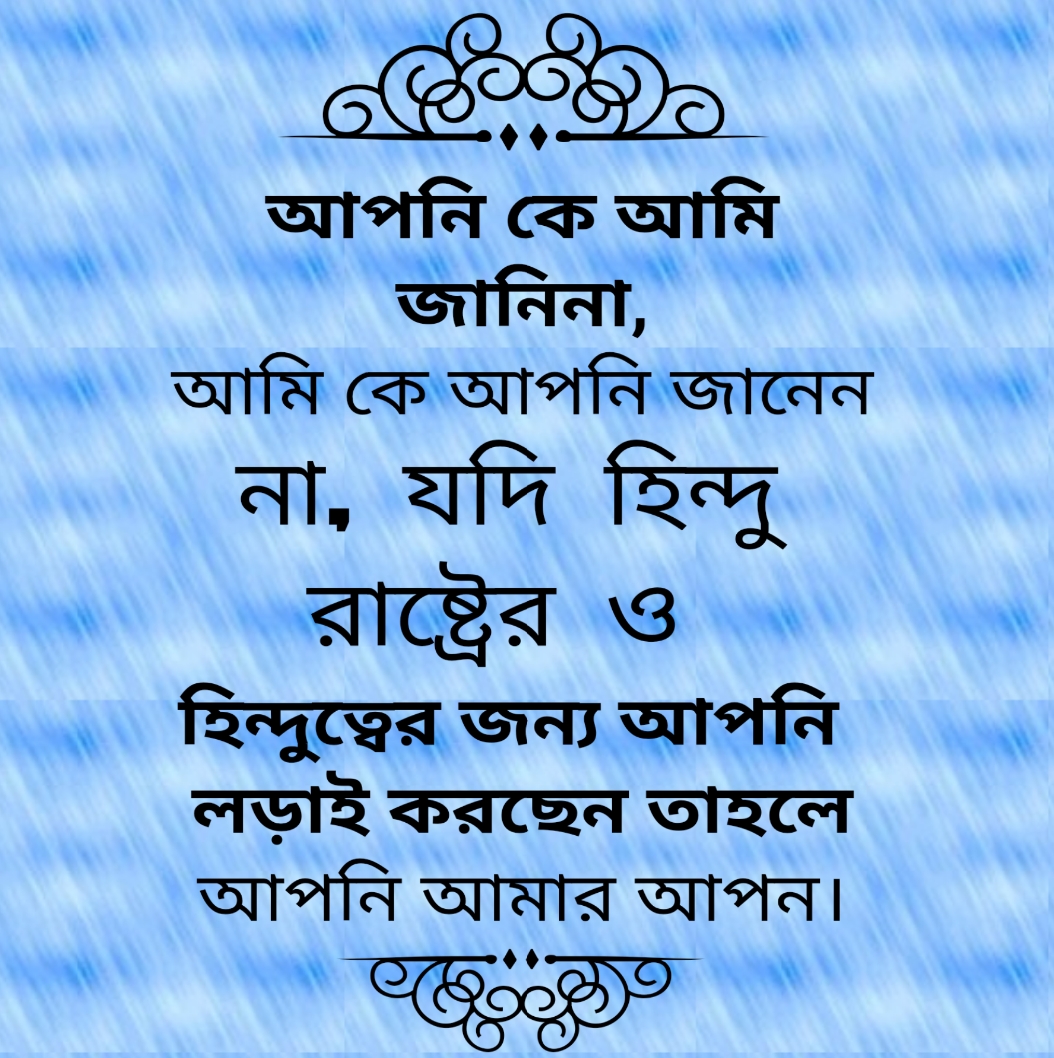 আপনি কে আমি
জানিনা,
আমি কে আপনি জানেন
না, যদি হিন্দু
রাষ্ট্রের ও
হিন্দুত্বের জন্য আপনি
লড়াই করছেন তাহলে
আপনি আমার আপন।